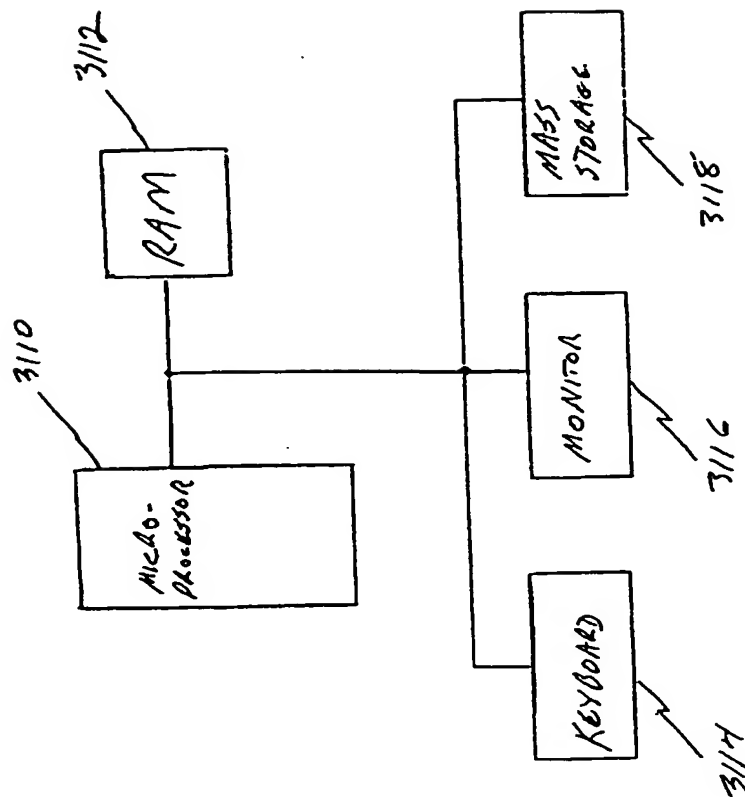 3110
MICRO-
PROCESSOR
3112
RAM
KEYBOARD
3114
MONITOR
3116
MASS
STORAGE
3118